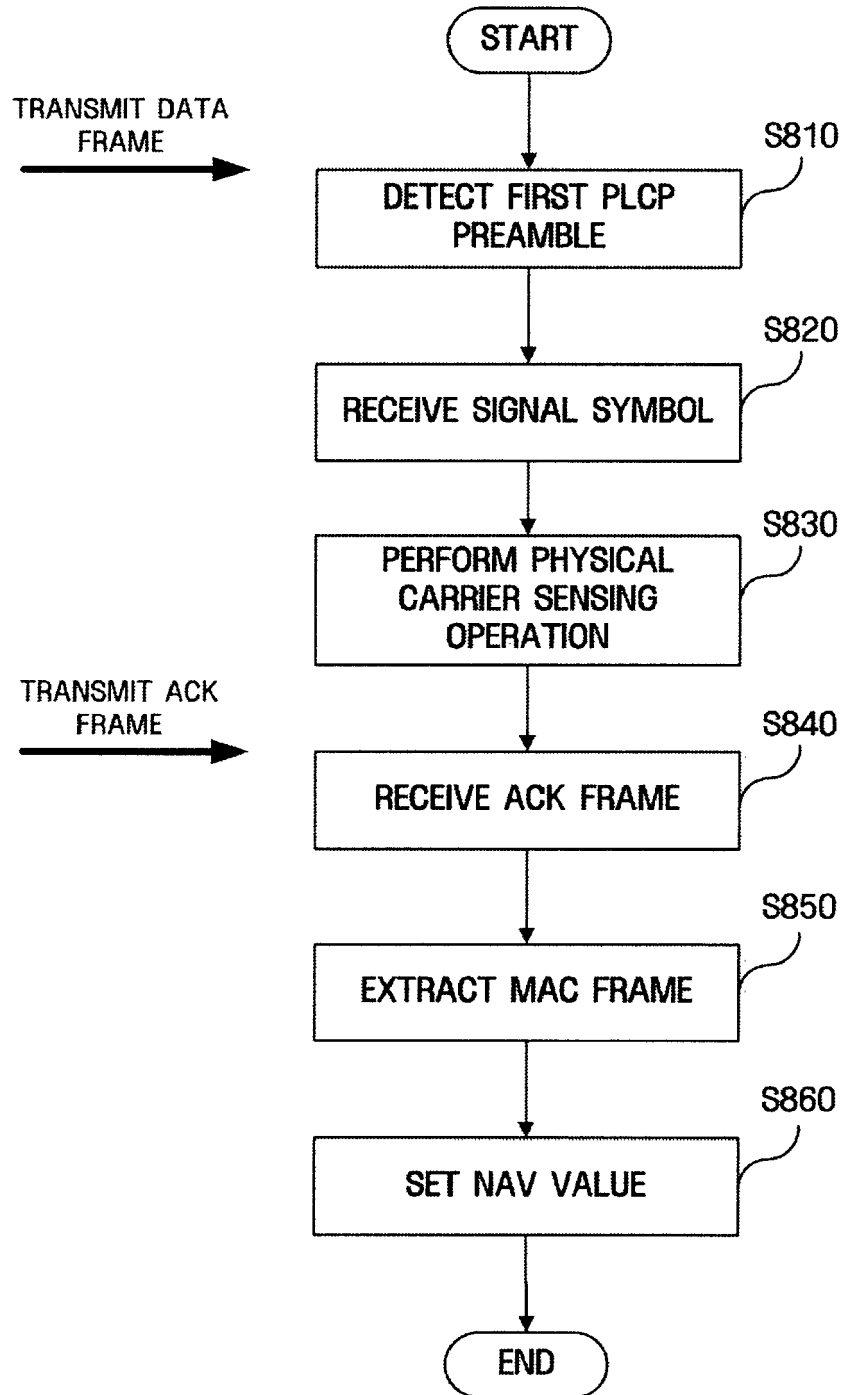 START
TRANSMIT DATA
FRAME
S810
DETECT FIRST PLCP
PREAMBLE
S820
RECEIVE SIGNAL SYMBOL
S830
PERFORM PHYSICAL
CARRIER SENSING
OPERATION
TRANSMIT ACK
FRAME
S840
RECEIVE ACK FRAME
S850
EXTRACT MAC FRAME
S860
SET NAV VALUE
END